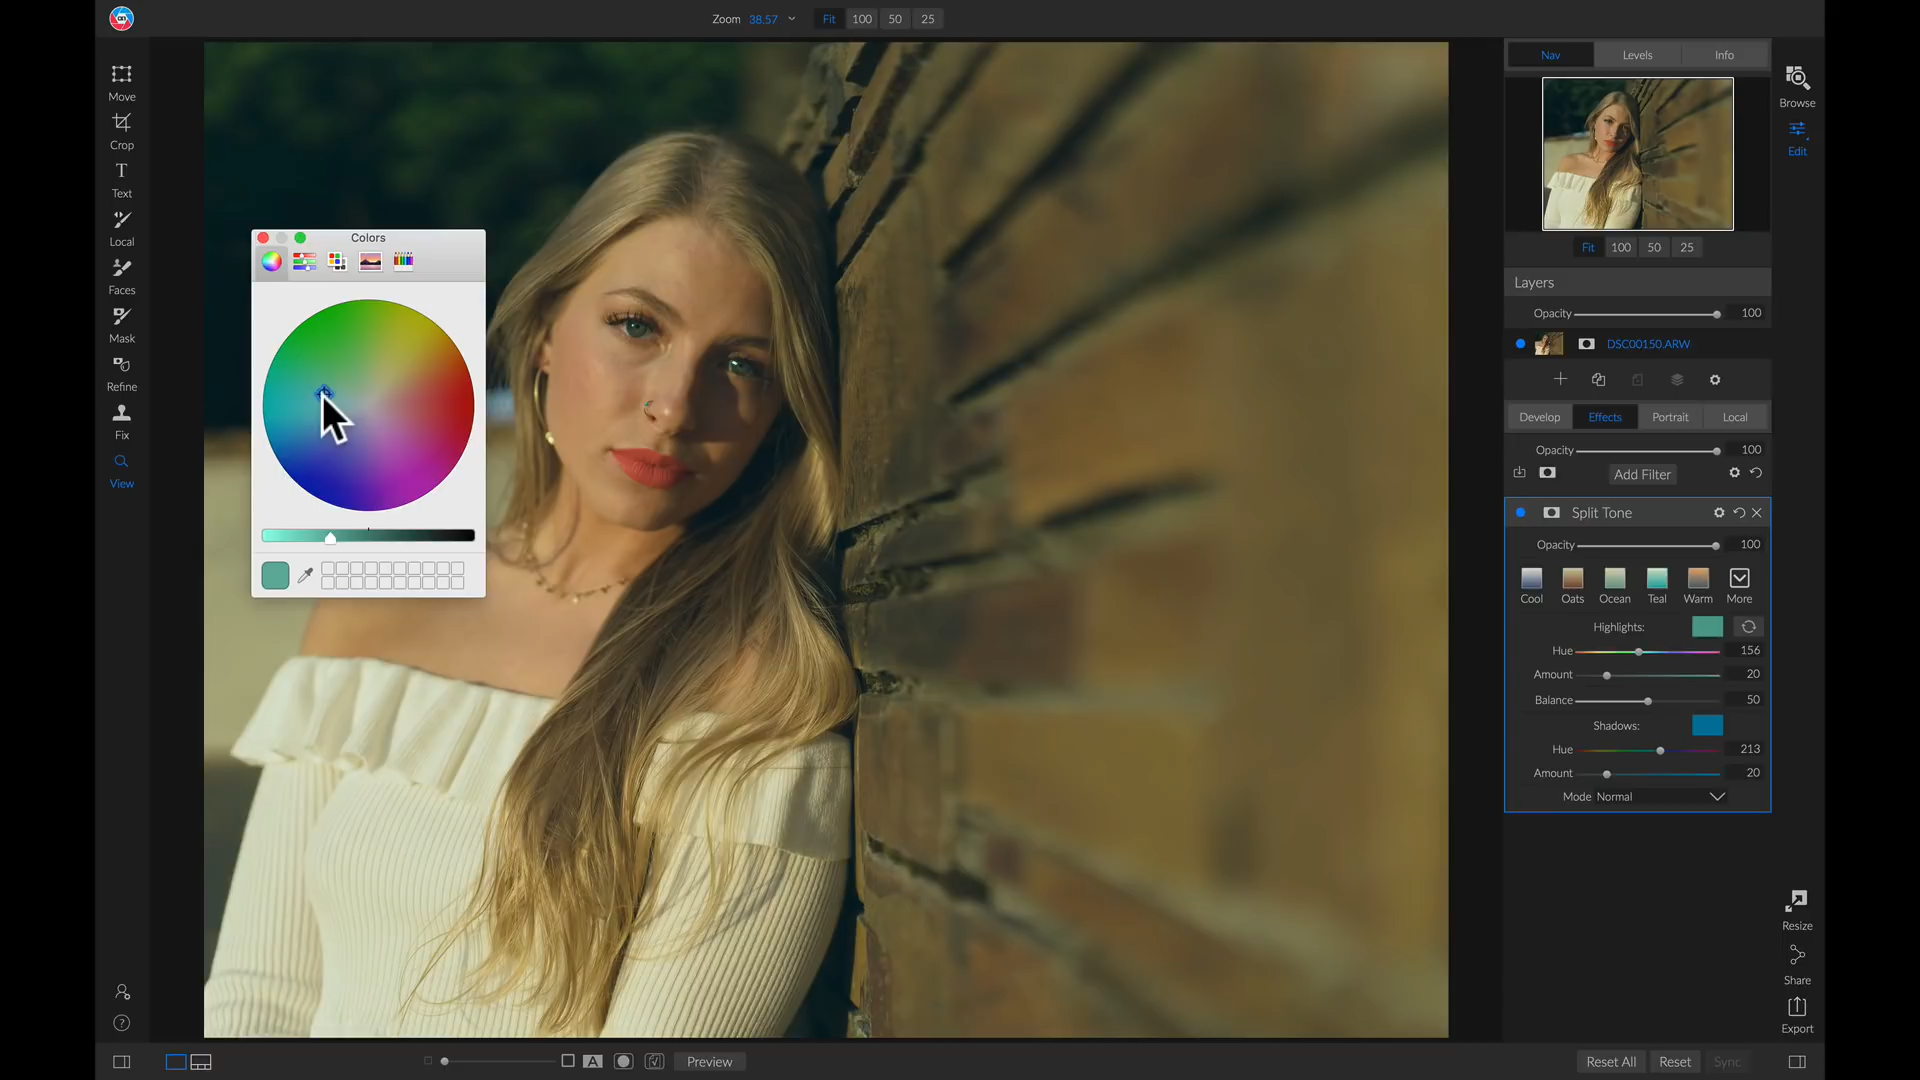 Zoom 38.57 Fit 100 50 25
Move
Crop
Text
Local
Faces
Mask
Refine
Fix
View
Colors
Nav Levels Info
Fit 100 50 25
Layers
Opacity 100
DSC00150.ARW
Develop Effects Portrait Local
Opacity 100
Add Filter
Split Tone
Opacity 100
Cool Oats Ocean Teal Warm More
Highlights:
Hue 156
Amount 20
Balance 50
Shadows:
Hue 213
Amount 20
Mode Normal
Browse
Edit
Resize
Share
Export
A Preview
Reset All Reset Sync